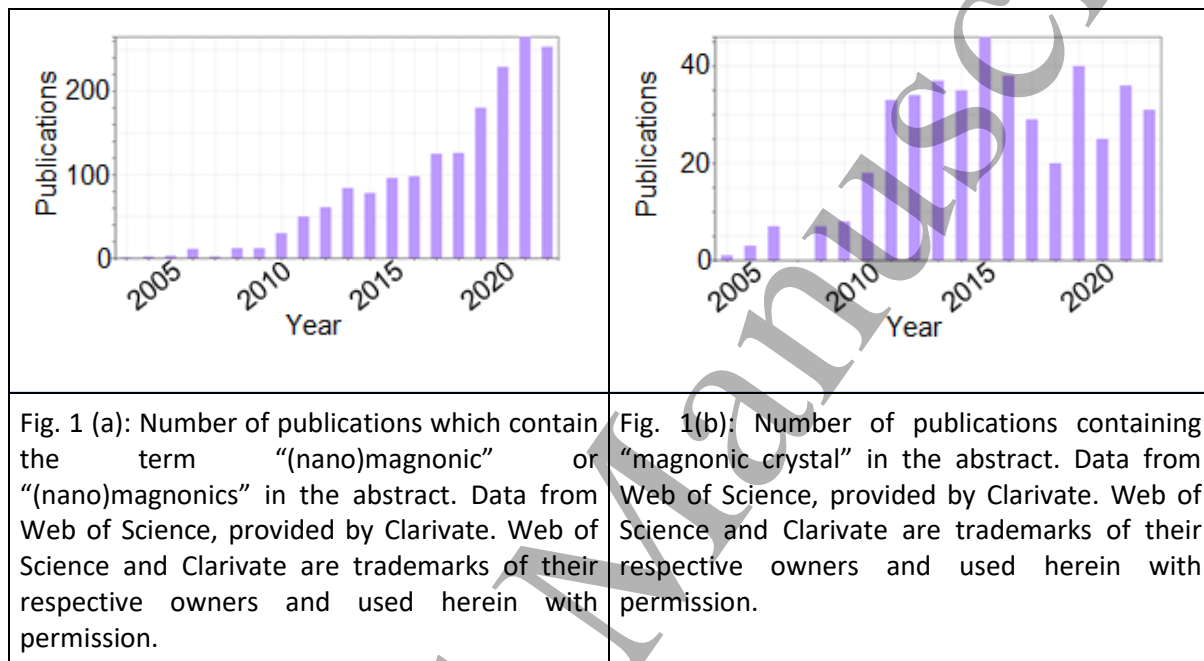 200
100
0
Publications
2005
2010
2015
2020
Year
40
20
0
Publications
2005
2010
2015
2020
Year
Fig. 1 (a): Number of publications which contain
the term “(nano)magnonic” or
“(nano)magnonics” in the abstract. Data from
Web of Science, provided by Clarivate. Web of
Science and Clarivate are trademarks of their
respective owners and used herein with
permission.
Fig. 1(b): Number of publications containing
“magnonic crystal” in the abstract. Data from
Web of Science, provided by Clarivate. Web of
Science and Clarivate are trademarks of their
respective owners and used herein with
permission.
Manusc